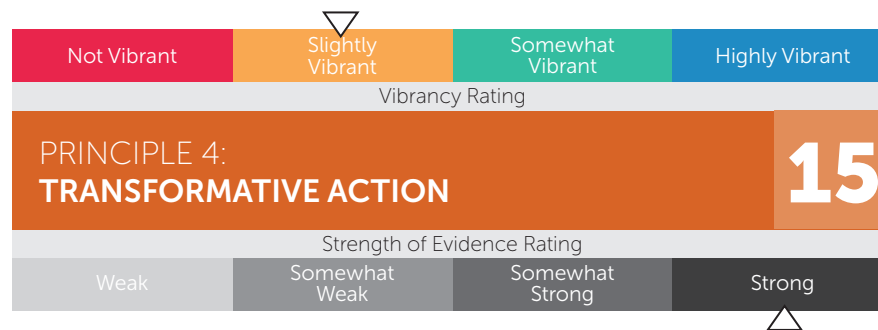 Not Vibrant
Slightly
Vibrant
Somewhat
Vibrant
Highly Vibrant
Vibrancy Rating
PRINCIPLE 4:
TRANSFORMATIVE ACTION
15
Strength of Evidence Rating
Weak
Somewhat
Weak
Somewhat
Strong
Strong